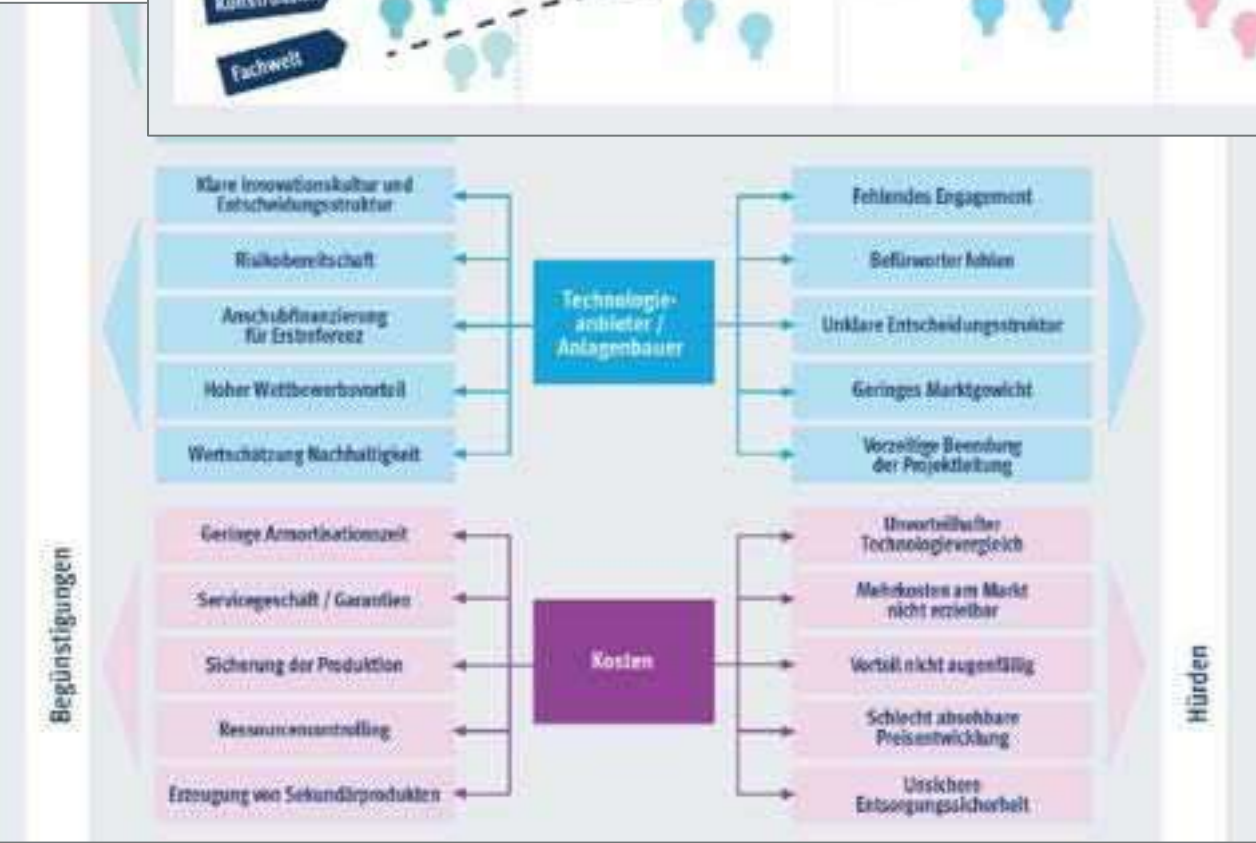 Fachwelt
Klare Innovationskultur und
Entscheidungsstruktur
Risikobereitschaft
Anschubfinanzierung
für Erstreferenz
Hoher Wettbewerbsvorteil
Wertschätzung Nachhaltigkeit
Technologie-
anbieter /
Anlagenbauer
Fehlendes Engagement
Befürworter fehlen
Unklare Entscheidungsstruktur
Geringes Marktgewicht
Vorzeitige Beendung
der Projektleitung
Begünstigungen
Geringe Armortisationszeit
Servicegeschäft / Garantien
Sicherung der Produktion
Ressourcencontrolling
Erzeugung von Sekundärprodukten
Kosten
Unvorteilhafter
Technologievergleich
Mehrkosten am Markt
nicht erzielbar
Vorteil nicht augenfällig
Schlecht absehbare
Preisentwicklung
Unsichere
Entsorgungssicherheit
Hürden